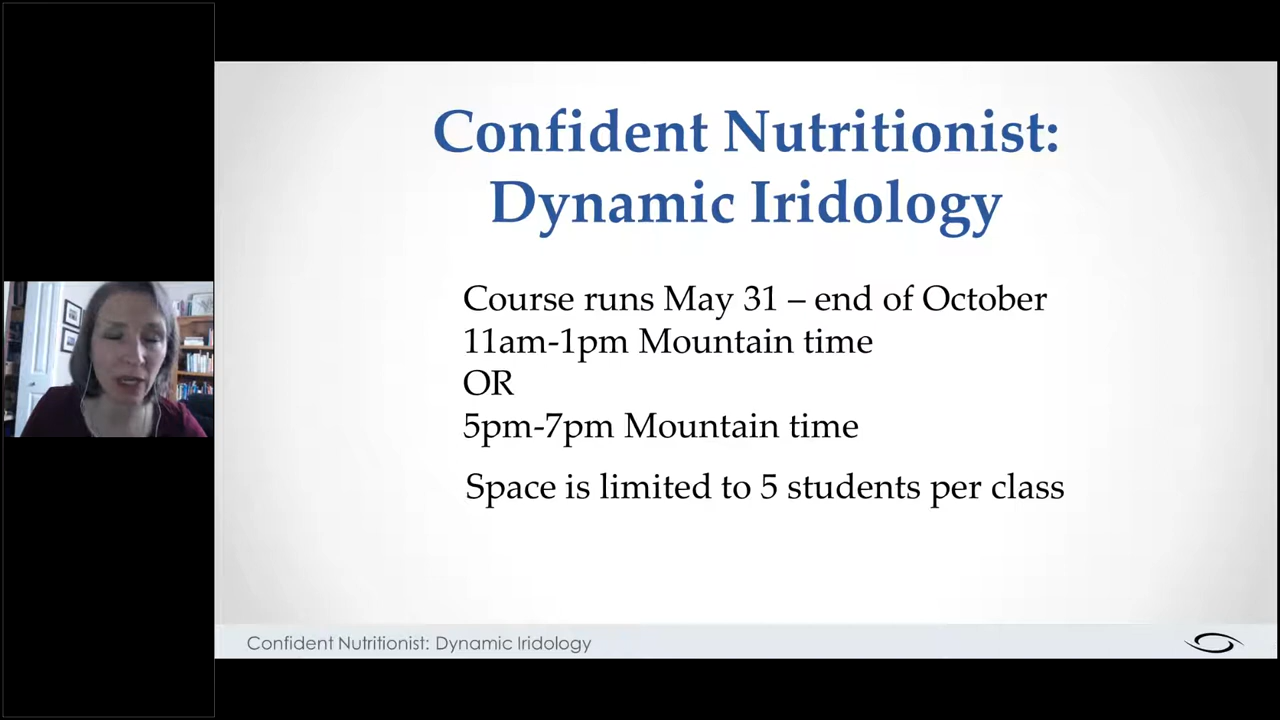 Confident Nutritionist:
Dynamic Iridology
Course runs May 31 – end of October
11am-1pm Mountain time
OR
5pm-7pm Mountain time
Space is limited to 5 students per class
Confident Nutritionist: Dynamic Iridology